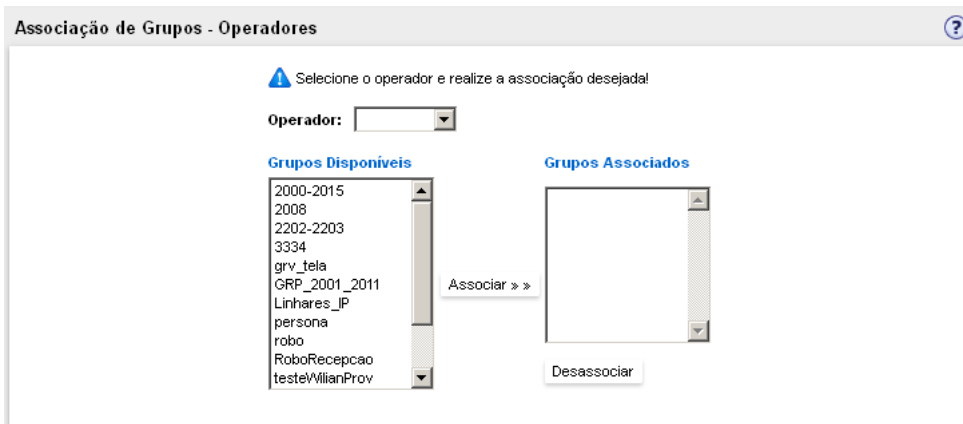 Associação de Grupos - Operadores
?
Selecione o operador e realize a associação desejada!
Operador:
Grupos Disponíveis
Grupos Associados
2000-2015
2008
2202-2203
3334
grv_tela
GRP_2001_2011
Linhares_IP
persona
robo
RoboRecepcao
testeWilianProv
Associar » »
Desassociar